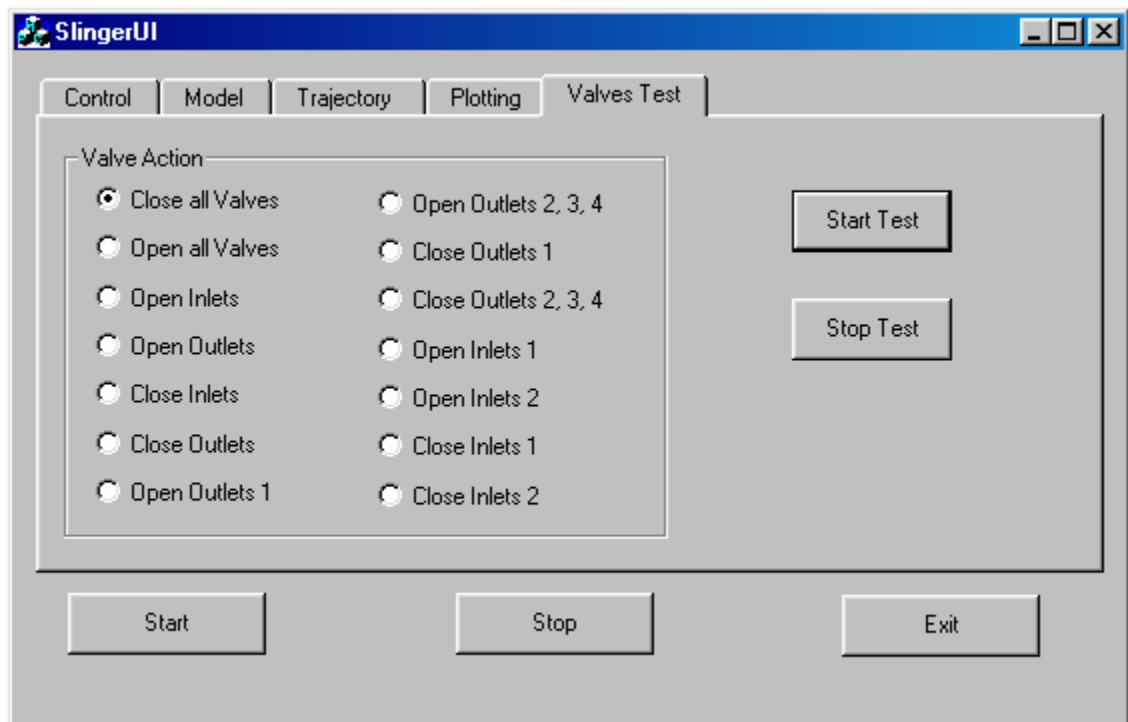 SlingerUI
Control Model Trajectory Plotting Valves Test
Valve Action
Close all Valves
Open all Valves
Open Inlets
Open Outlets
Close Inlets
Close Outlets
Open Outlets 1
Open Outlets 2, 3, 4
Close Outlets 1
Close Outlets 2, 3, 4
Open Inlets 1
Open Inlets 2
Close Inlets 1
Close Inlets 2
Start Test
Stop Test
Start Stop Exit